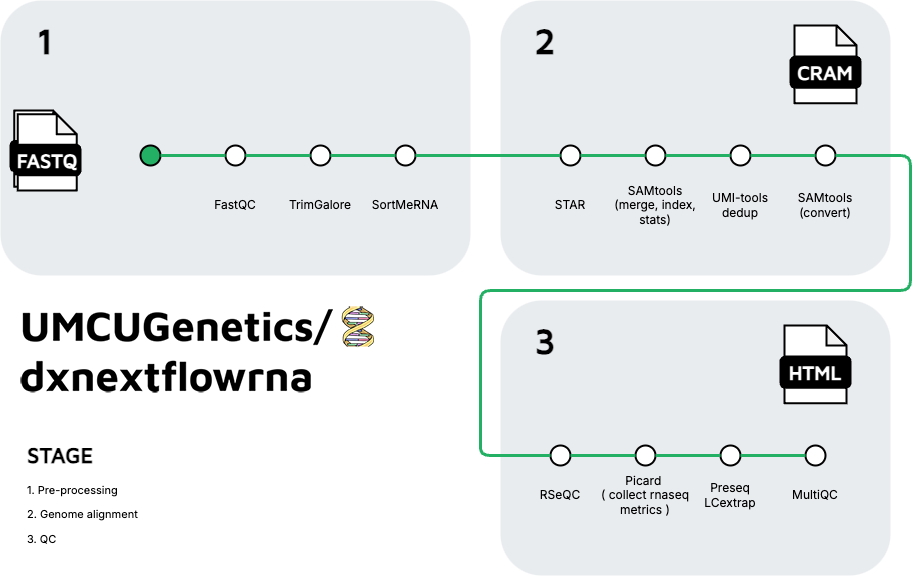 1
FASTQ
FastQC
TrimGalore
SortMeRNA
2
CRAM
STAR
SAMtools
(merge, index,
stats)
UMI-tools
dedup
SAMtools
(convert)
UMCUGenetics/
dxnextflowrna
STAGE
1. Pre-processing
2. Genome alignment
3. QC
3
HTML
RSeQC
Picard
( collect rnaseq
metrics )
Preseq
LCextrap
MultiQC